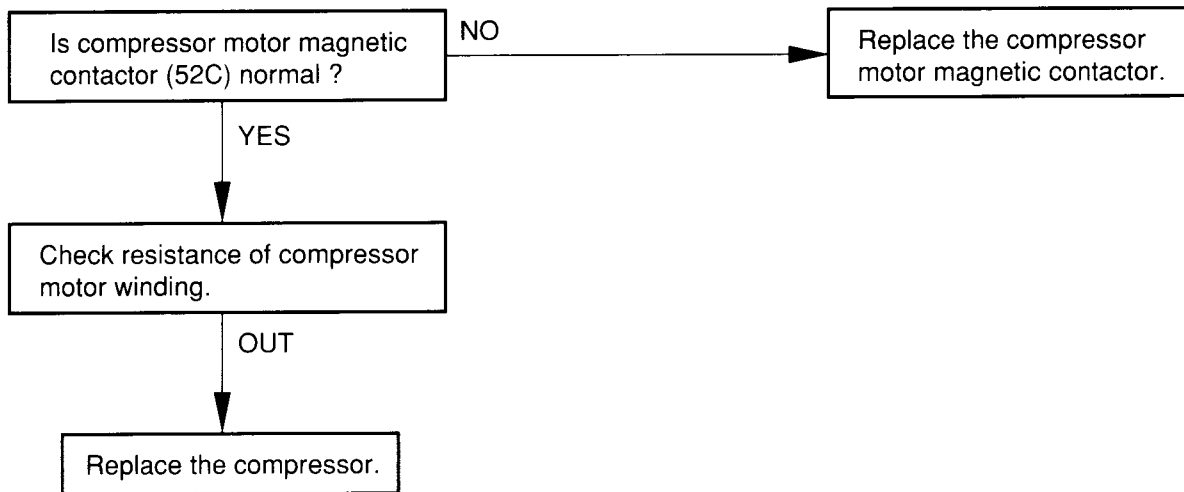 Is compressor motor magnetic
contactor (52C) normal ?
NO
Replace the compressor
motor magnetic contactor.
YES
Check resistance of compressor
motor winding.
OUT
Replace the compressor.